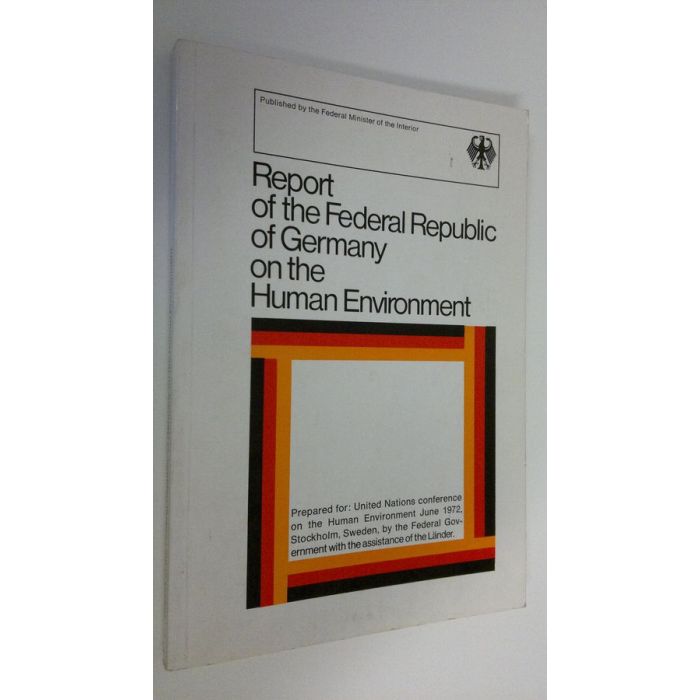 Published by the Federal Minister of the Interior
Report
of the Federal Republic
of Germany
on the
Human Environment
Prepared for: United Nations conference
on the Human Environment June 1972,
Stockholm, Sweden, by the Federal Gov-
ernment with the assistance of the Länder.